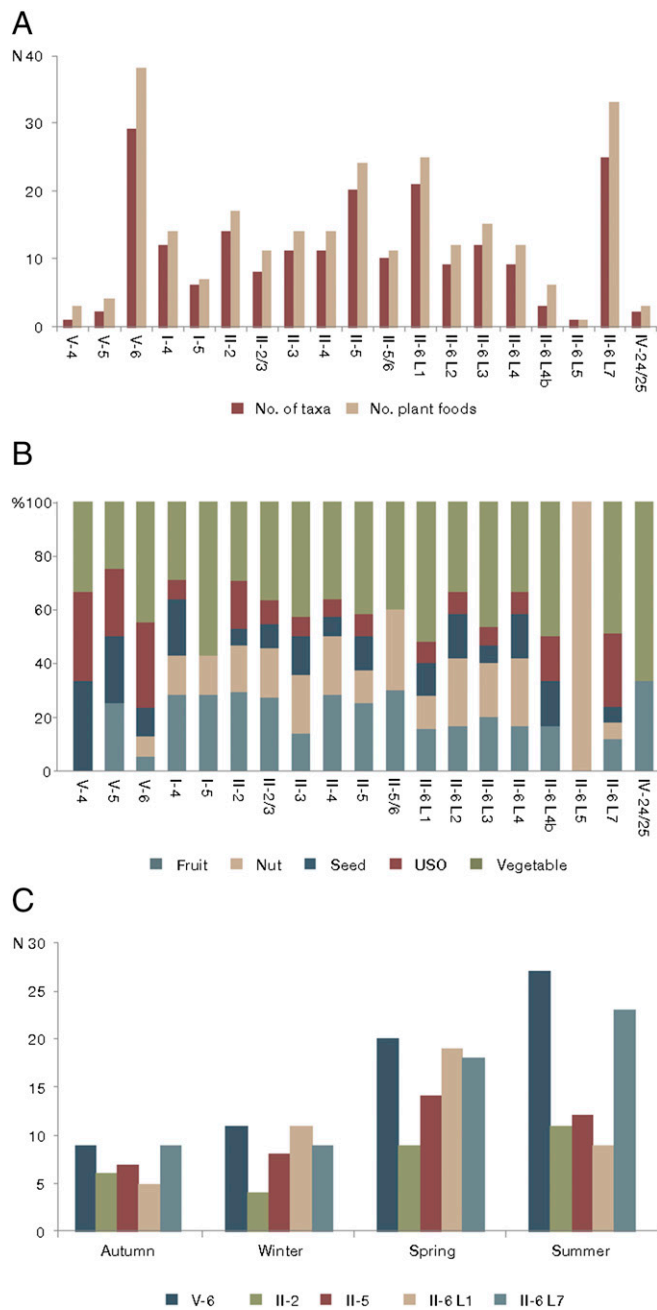 A
N 40
30
20
10
0
V-4 V-5 V-6 I-4 I-5 II-2 II-2/3 II-3 II-4 II-5 II-5/6 II-6 L1 II-6 L2 II-6 L3 II-6 L4 II-6 L4b II-6 L5 II-6 L7 IV-24/25
No. of taxa No. plant foods
B
%100
80
60
40
20
0
V-4 V-5 V-6 I-4 I-5 II-2 II-2/3 II-3 II-4 II-5 II-5/6 II-6 L1 II-6 L2 II-6 L3 II-6 L4 II-6 L4b II-6 L5 II-6 L7 IV-24/25
Fruit Nut Seed USO Vegetable
C
N 30
25
20
15
10
5
0
Autumn Winter Spring Summer
V-6 II-2 II-5 II-6 L1 II-6 L7